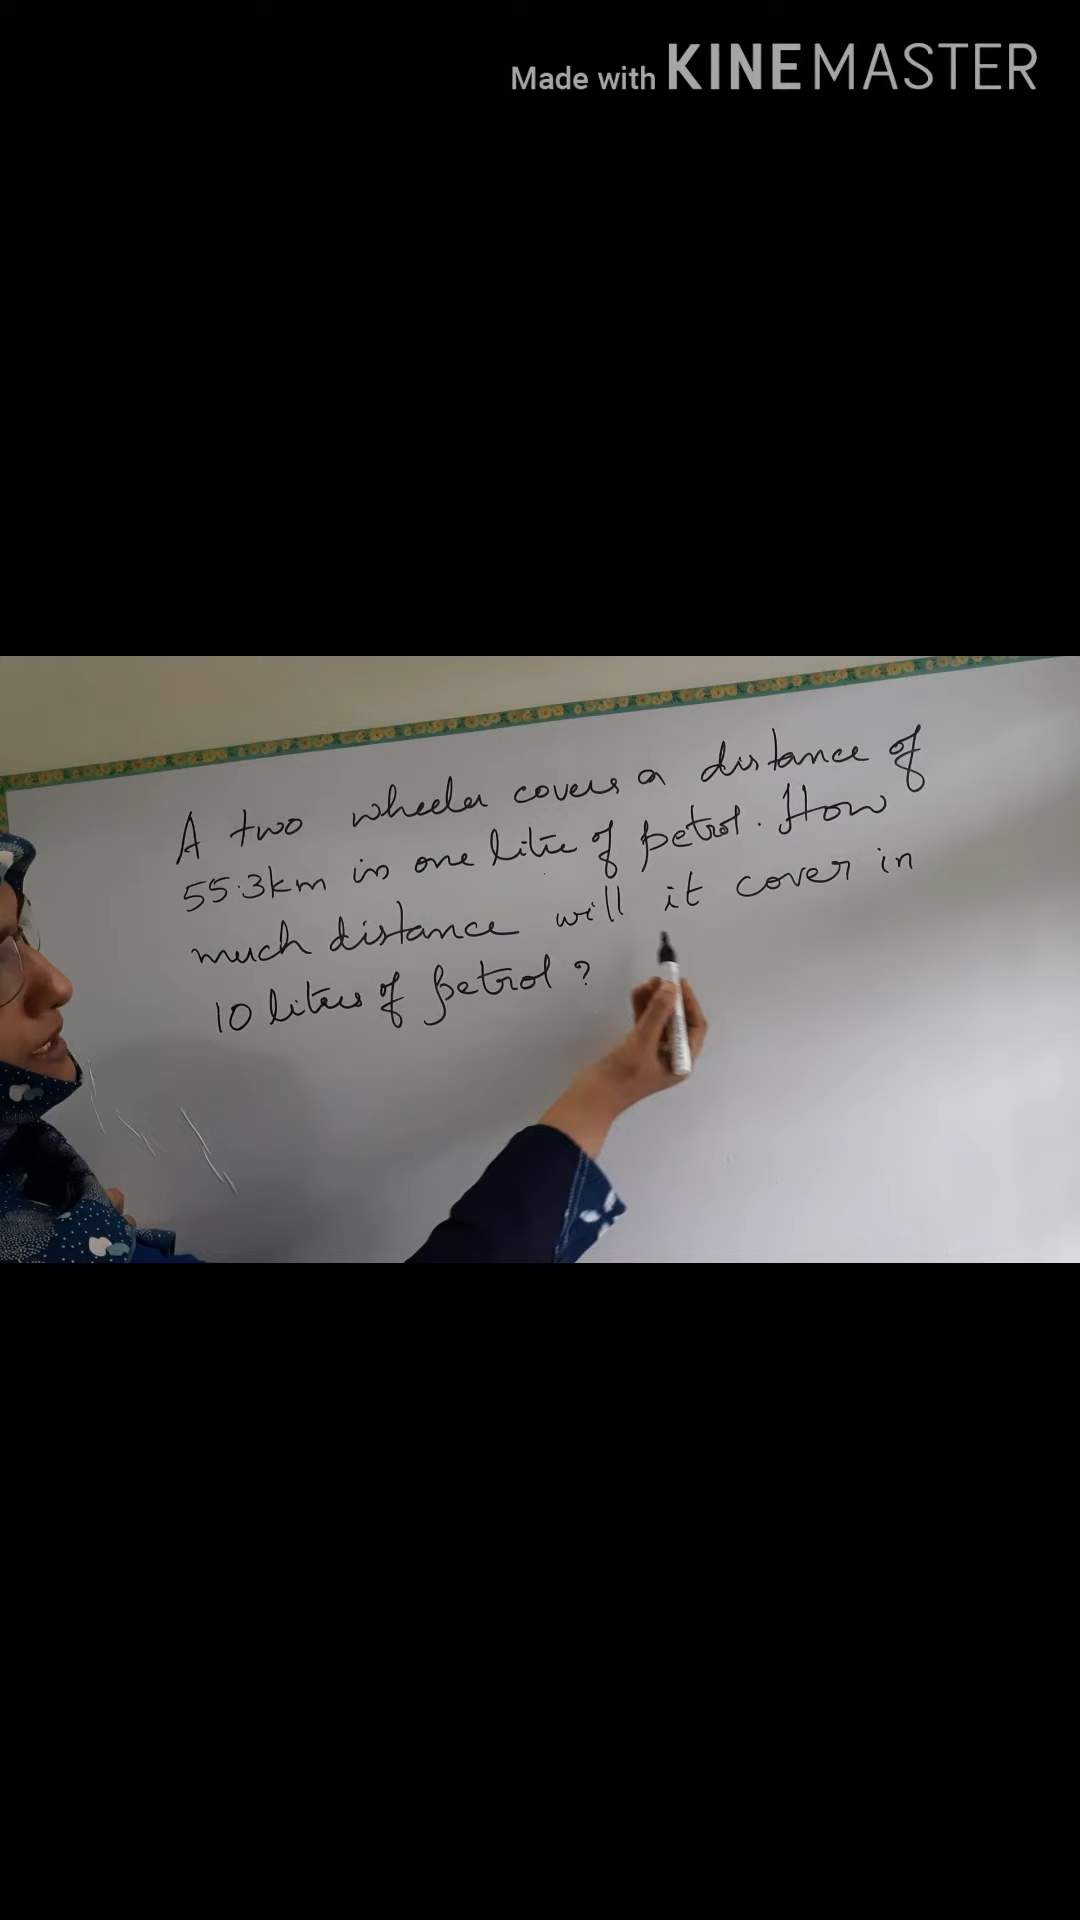 Made with KINEMASTER
A two wheeler covers a distance of
55.3km in one litre of petrol. How
much distance will it cover in
10 litres of petrol?